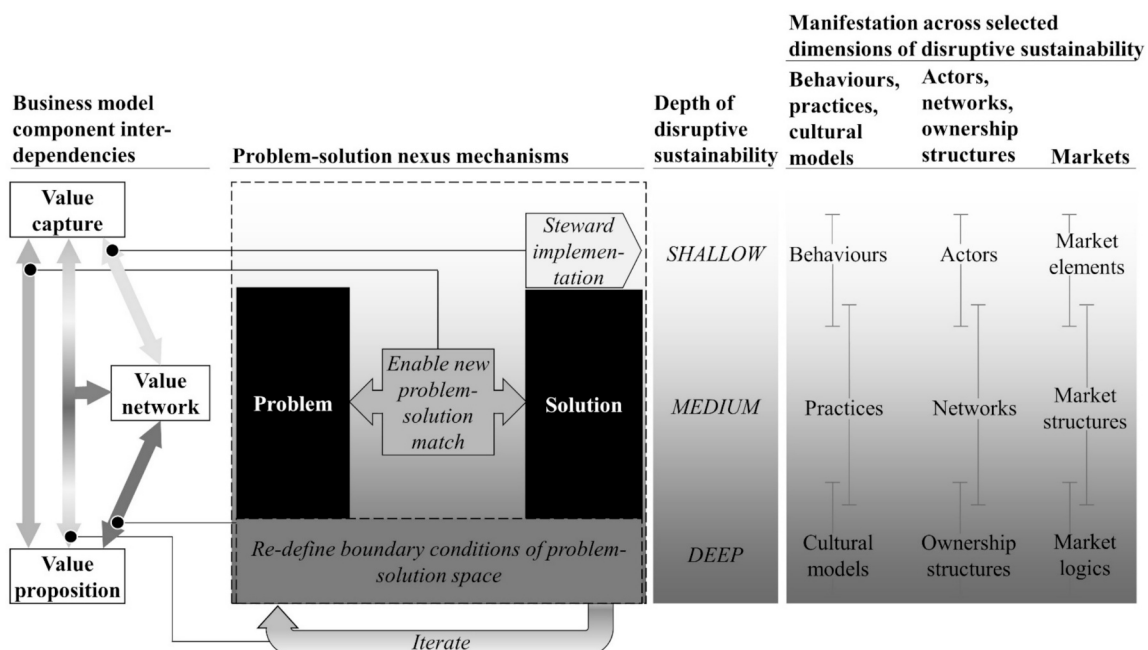 Manifestation across selected
dimensions of disruptive sustainability
Business model
component inter-
dependencies
Problem-solution nexus mechanisms
Depth of
disruptive
sustainability
Behaviours,
practices,
cultural
models
Actors,
networks,
ownership
structures
Markets
Value
capture
Value
network
Value
proposition
Steward
implemen-
tation
Problem
Enable new
problem-
solution
match
Solution
Re-define boundary conditions of problem-
solution space
Iterate
SHALLOW
MEDIUM
DEEP
Behaviours
Practices
Cultural
models
Actors
Networks
Ownership
structures
Market
elements
Market
structures
Market
logics